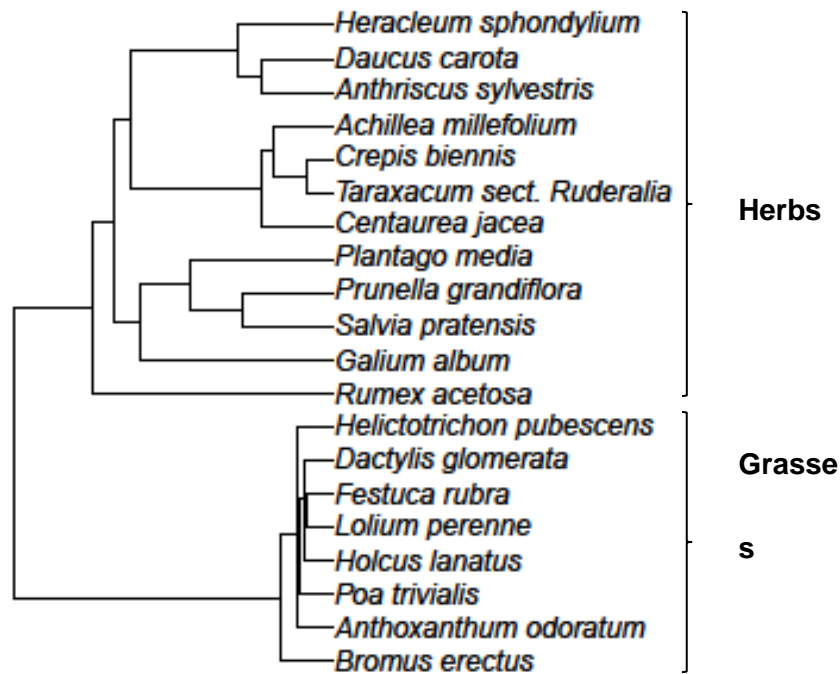 Heracleum sphondylium
Daucus carota
Anthriscus sylvestris
Achillea millefolium
Crepis biennis
Taraxacum sect. Ruderalia
Centaurea jacea
Plantago media
Prunella grandiflora
Salvia pratensis
Galium album
Rumex acetosa
Herbs
Helictotrichon pubescens
Dactylis glomerata
Festuca rubra
Lolium perenne
Holcus lanatus
Poa trivialis
Anthoxanthum odoratum
Bromus erectus
Grasse
s